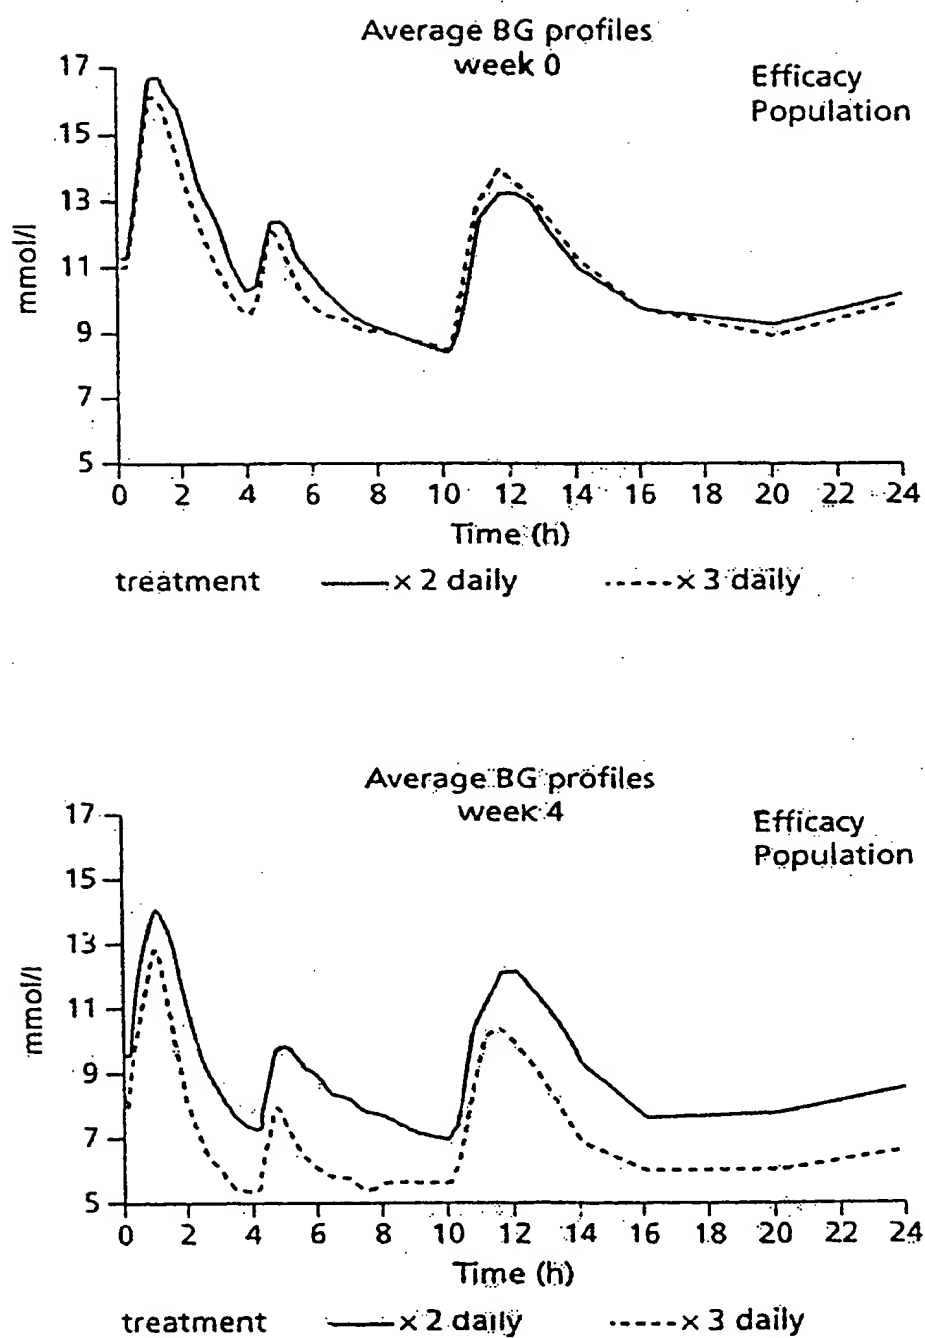 Average BG profiles
week 0
Efficacy
Population
17
15
13
11
9
7
5
mmol/l
0 2 4 6 8 10 12 14 16 18 20 22 24
Time (h)
treatment x 2 daily x 3 daily
Average BG profiles
week 4
Efficacy
Population
17
15
13
11
9
7
5
mmol/l
0 2 4 6 8 10 12 14 16 18 20 22 24
Time (h)
treatment x 2 daily x 3 daily